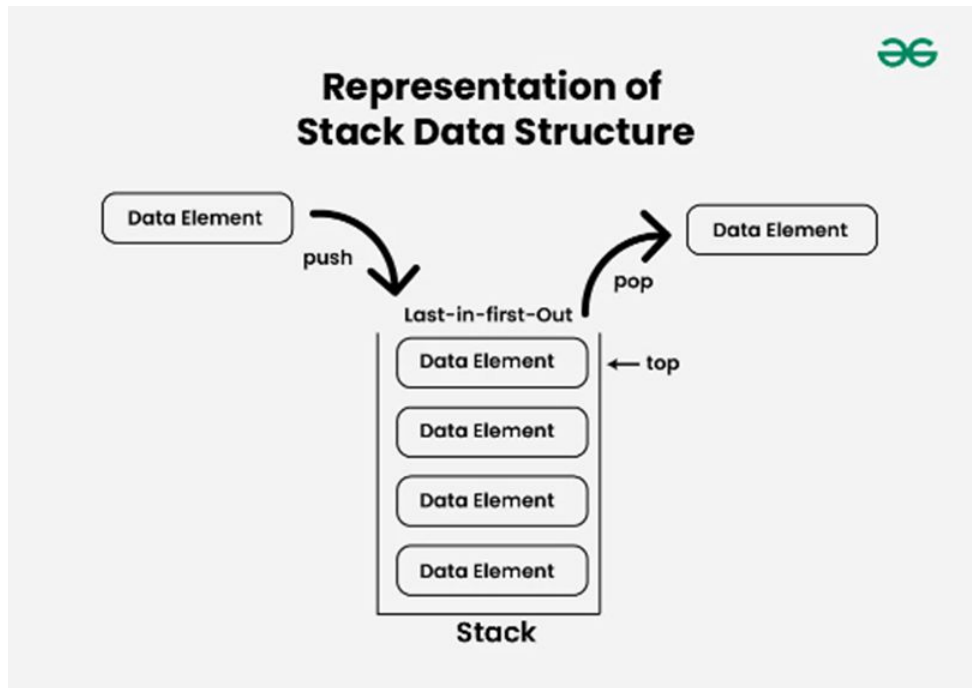 Representation of
Stack Data Structure
Data Element
push
Data Element
pop
Last-in-first-Out
Data Element
top
Data Element
Data Element
Data Element
Stack